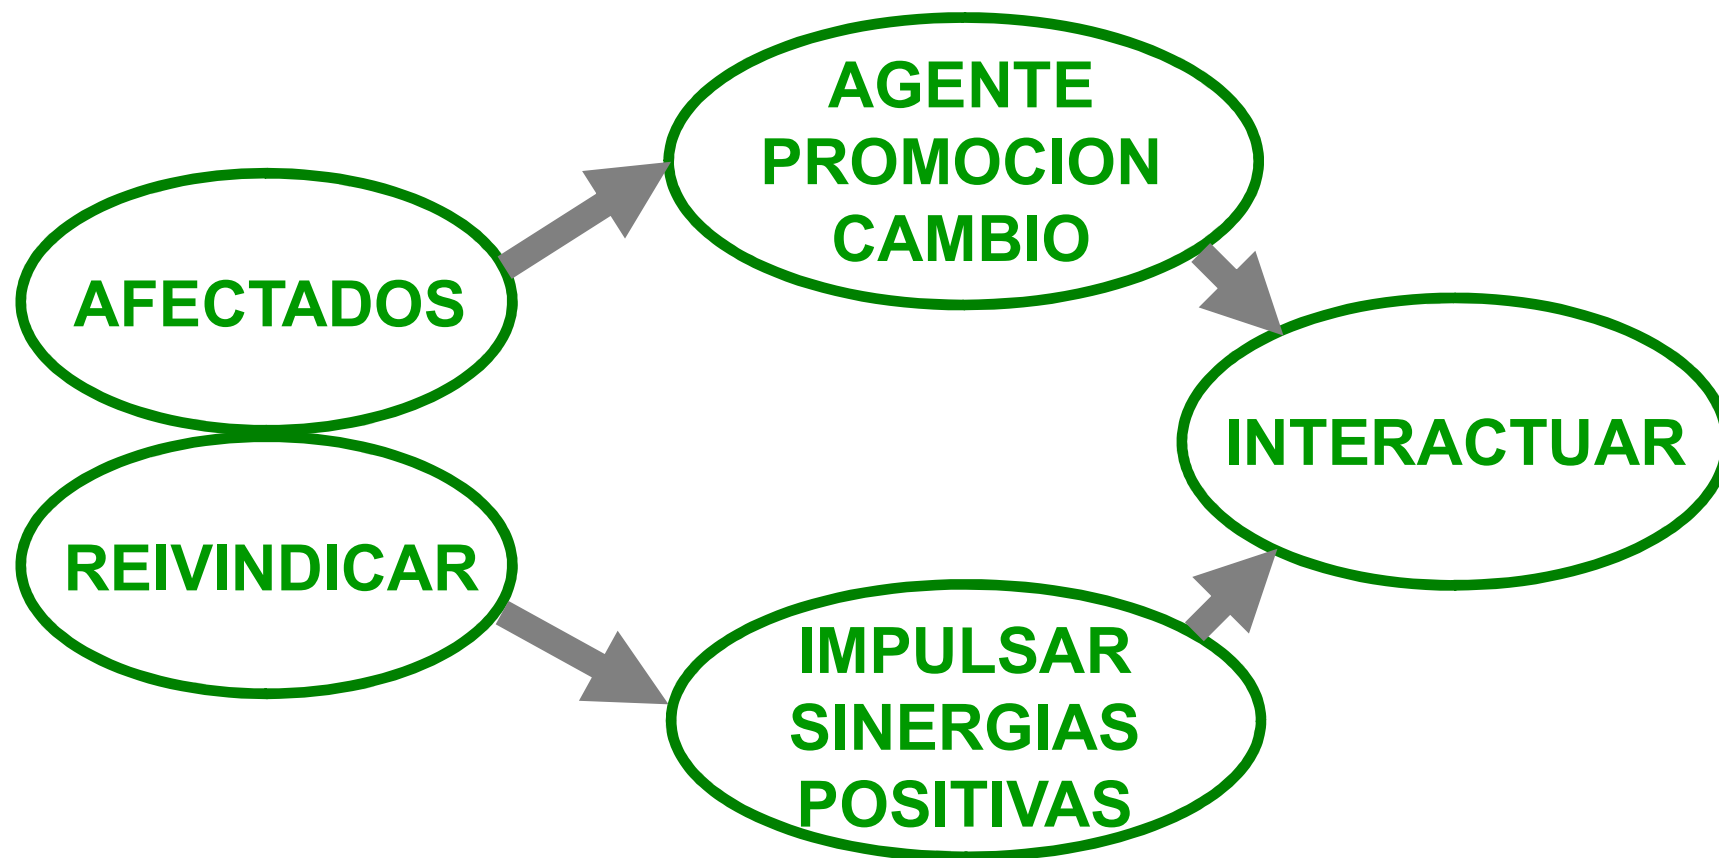 AGENTE
PROMOCION
CAMBIO
AFECTADOS
INTERACTUAR
REIVINDICAR
IMPULSAR
SINERGIAS
POSITIVAS